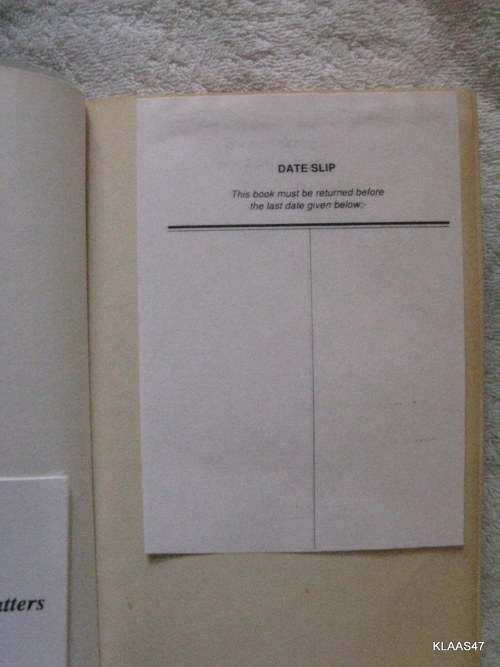 DATE SLIP
This book must be returned before
the last date given below:-
atters
KLAAS47